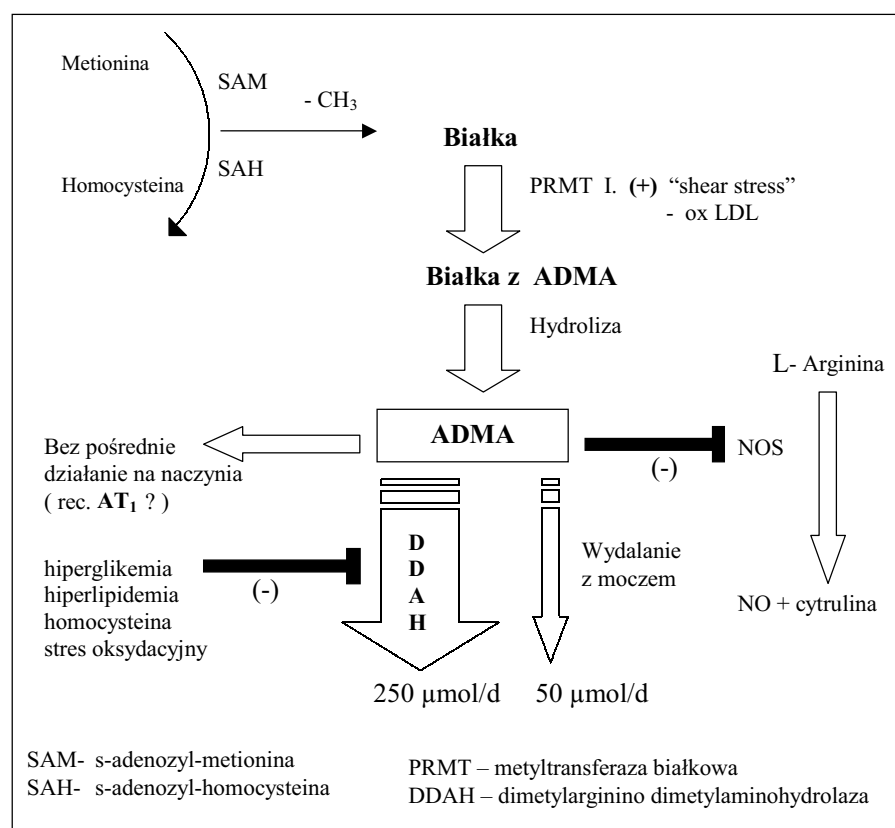 Metionina
SAM
- CH₃
Homocysteina
SAH
Białka
PRMT I. (+) “shear stress”
- ox LDL
Białka z ADMA
Hydroliza
L- Arginina
ADMA
Bez pośrednie
działanie na naczynia
( rec. AT₁ ? )
(-)
NOS
hiperglikemia
hiperlipidemia
homocysteina
stres oksydacyjny
(-)
D
D
A
H
Wydalanie
z moczem
NO + cytrulina
250 µmol/d
50 µmol/d
SAM- s-adenozyl-metionina
SAH- s-adenozyl-homocysteina
PRMT – metyltransferaza białkowa
DDAH – dimetylarginino dimetylaminohydrolaza